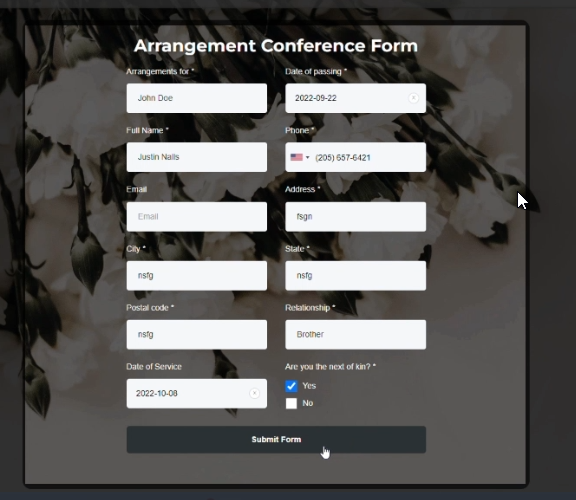 Arrangement Conference Form
Arrangements for * Date of passing *
John Doe 2022-09-22
Full Name * Phone *
Justin Nalls (205) 657-6421
Email Address *
Email fsgn
City * State *
nsfg nsfg
Postal code * Relationship *
nsfg Brother
Date of Service Are you the next of kin? *
2022-10-08 Yes
No
Submit Form